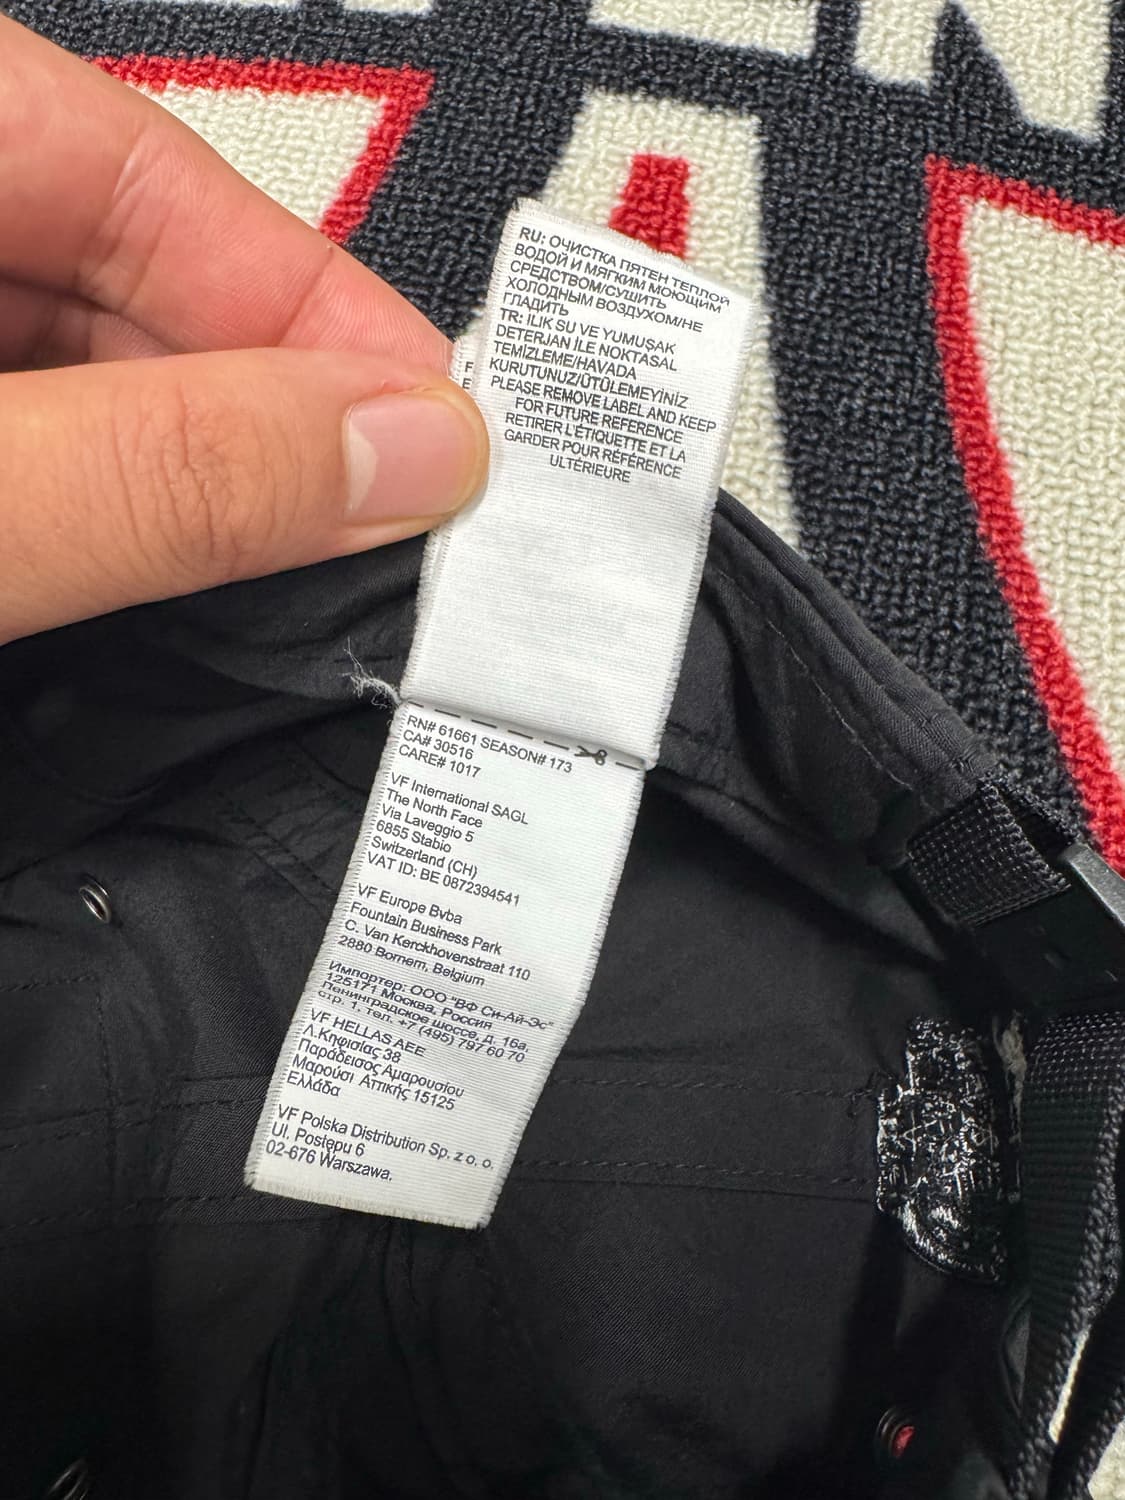 RU: ОЧИСТКА ПЯТЕН ТЕПЛОЙ
ВОДОЙ И МЯГКИМ МОЮЩИМ
СРЕДСТВОМ/СУШИТЬ
ХОЛОДНЫМ ВОЗДУХОМ/НЕ
ГЛАДИТЬ
TR: ILIK SU VE YUMUŞAK
DETERJAN İLE NOKTASAL
TEMİZLEME/HAVADA
KURUTUNUZ/ÜTÜLEMEYİNİZ
PLEASE REMOVE LABEL AND KEEP
FOR FUTURE REFERENCE
RETIRER L'ÉTIQUETTE ET LA
GARDER POUR RÉFÉRENCE
ULTÉRIEURE
RN# 61661 SEASON# 173
CA# 30516
CARE# 1017
VF International SAGL
The North Face
Via Laveggio 5
6855 Stabio
Switzerland (CH)
VAT ID: BE 0872394541
VF Europe Bvba
Fountain Business Park
C. Van Kerckhovenstraat 110
2880 Bornem, Belgium
Импортер: ООО "ВФ Си-Ай-Эс"
125171 Москва, Россия
Ленинградское шоссе, д. 16а,
стр. 1, тел. +7 (495) 797 60 70
VF HELLAS AEE
Λ.Κηφισίας 38
Παράδεισος Αμαρουσίου
Μαρούσι Αττικής 15125
Ελλάδα
VF Polska Distribution Sp. z o. o.
Ul. Postępu 6
02-676 Warszawa.